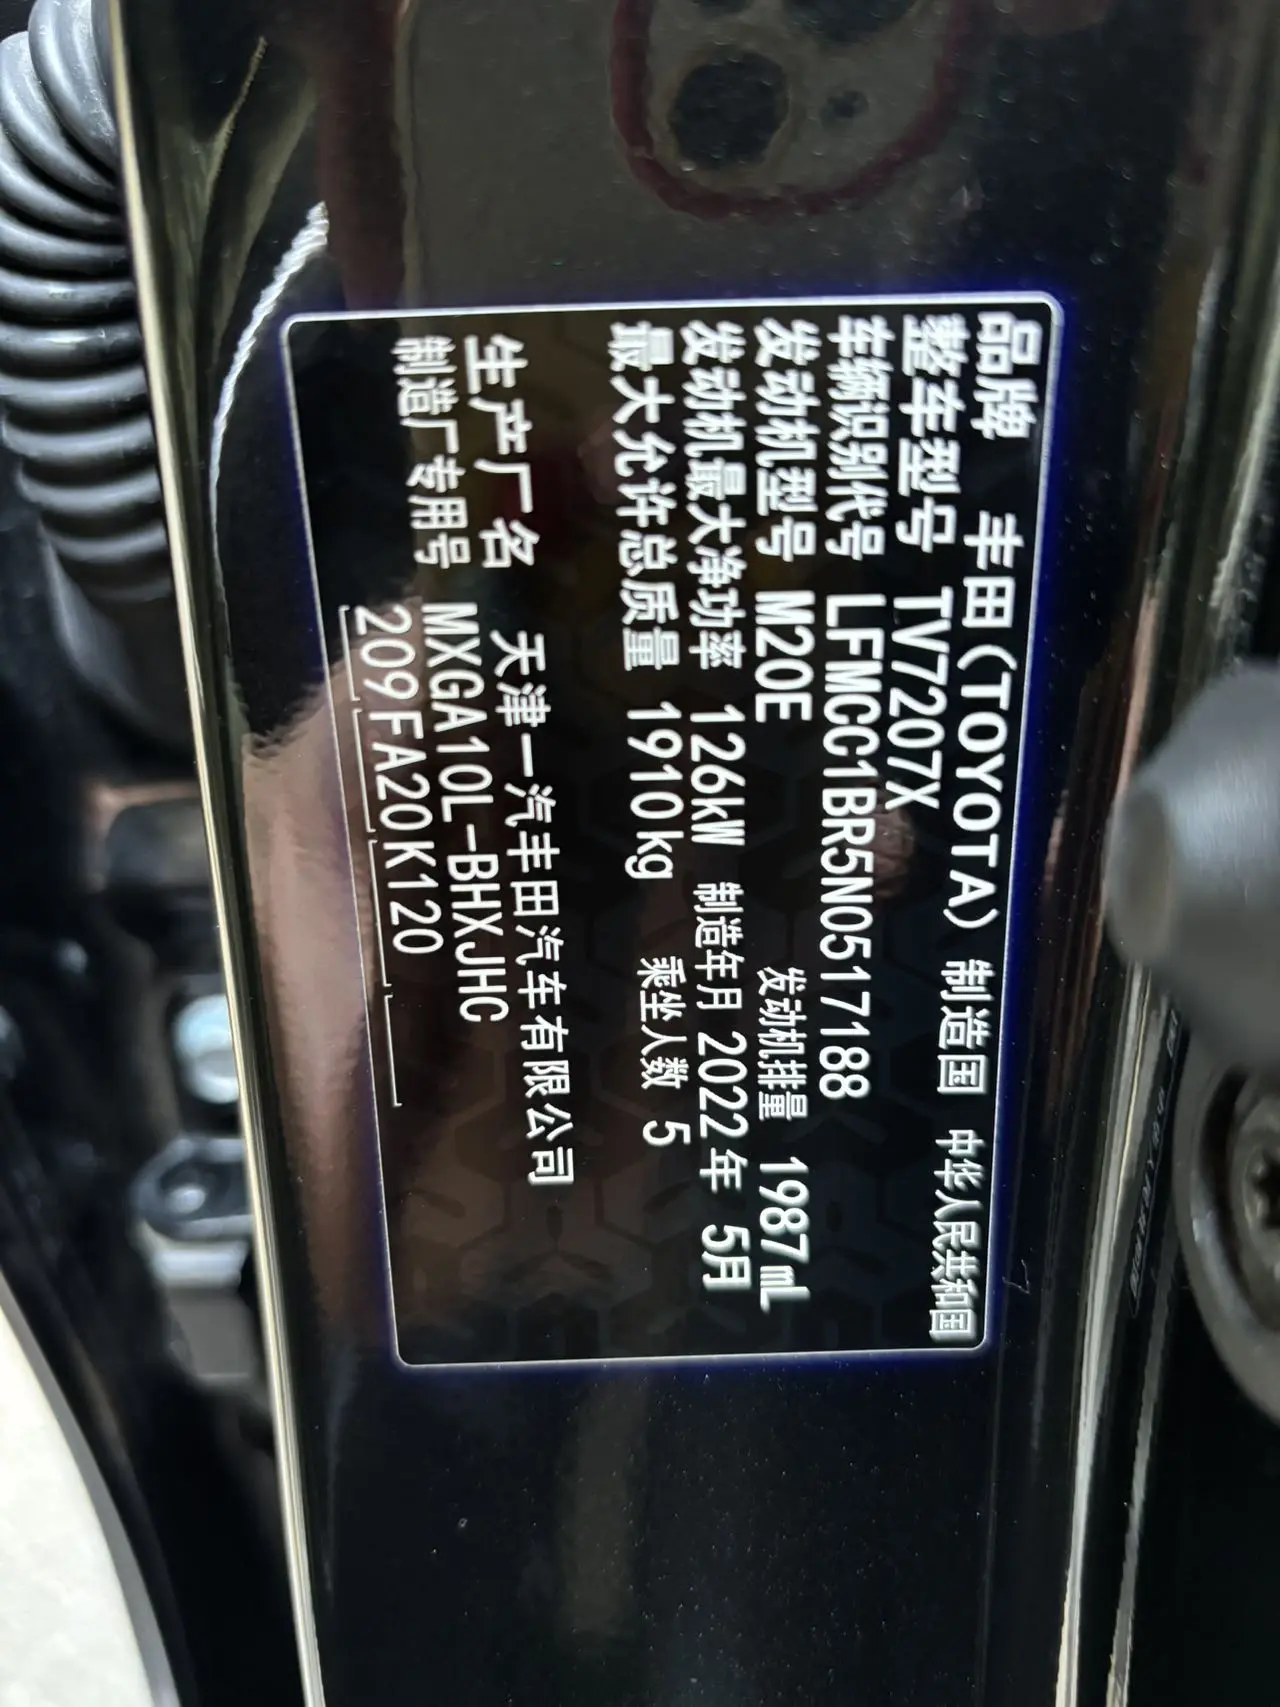 品牌 丰田(TOYOTA) 制造国 中华人民共和国
整车型号 TV7207X
车辆识别代号 LFMCC1BR5N0517188
发动机型号 M20E 发动机排量 1987mL
发动机最大净功率 126kW 制造年月 2022年 5月
最大允许总质量 1910kg 乘坐人数 5
生产厂名 天津一汽丰田汽车有限公司
制造厂专用号 MXGA10L-BHXJHC
209FA20K120